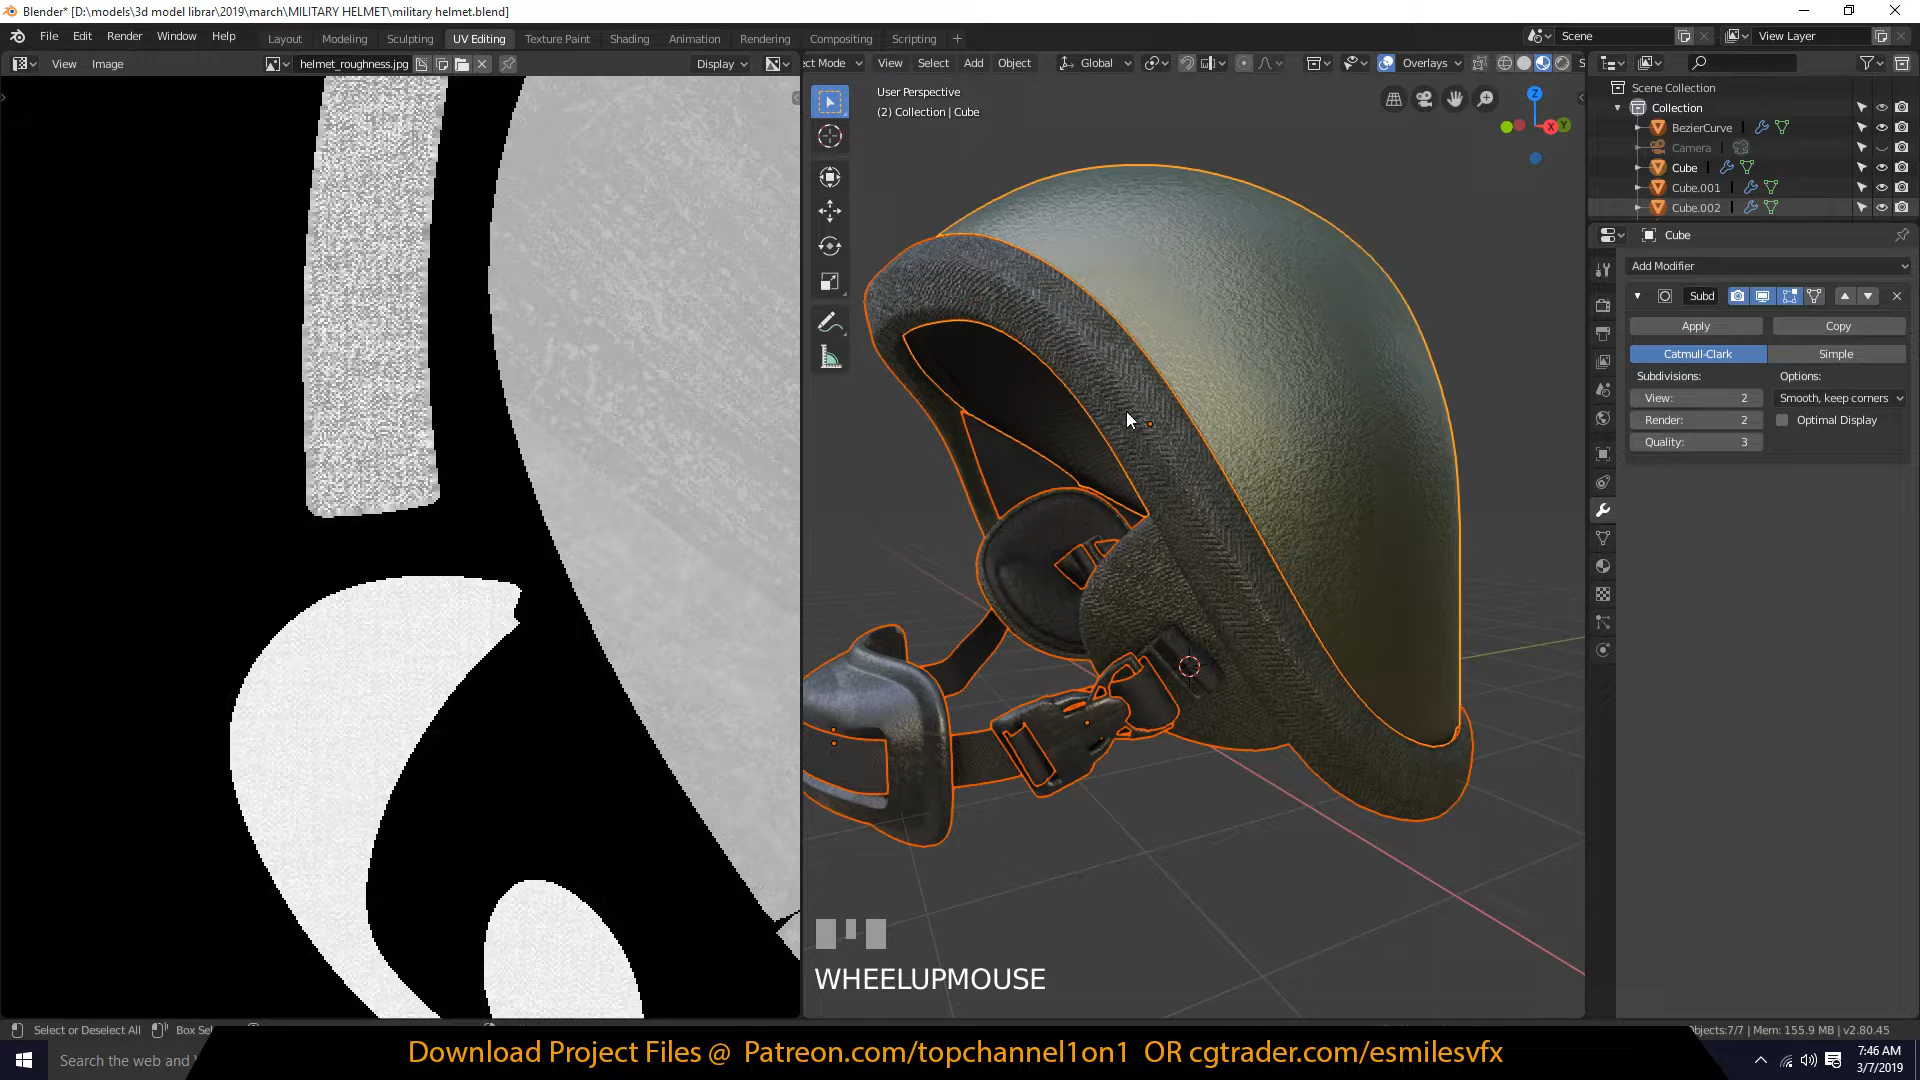 Blender* [D:\models\3d model librar\2019\march\MILITARY HELMET\military helmet.blend]
File Edit Render Window Help Layout Modeling Sculpting UV Editing Texture Paint Shading Animation Rendering Compositing Scripting + Scene View Layer
View Image helmet_roughness.jpg Display ect Mode View Select Add Object Global Overlays S
User Perspective
(2) Collection | Cube
Z
X
Y
Scene Collection
Collection
BezierCurve
Camera
Cube
Cube.001
Cube.002
Cube
Add Modifier
Subd
Apply Copy
Catmull-Clark Simple
Subdivisions: Options:
View: 2 Smooth, keep corners
Render: 2 Optimal Display
Quality: 3
WHEELUPMOUSE
Select or Deselect All Box Sel
Objects:7/7 | Mem: 155.9 MB | v2.80.45
Search the web and
Download Project Files @ Patreon.com/topchannel1on1 OR cgtrader.com/esmilesvfx
7:46 AM
3/7/2019